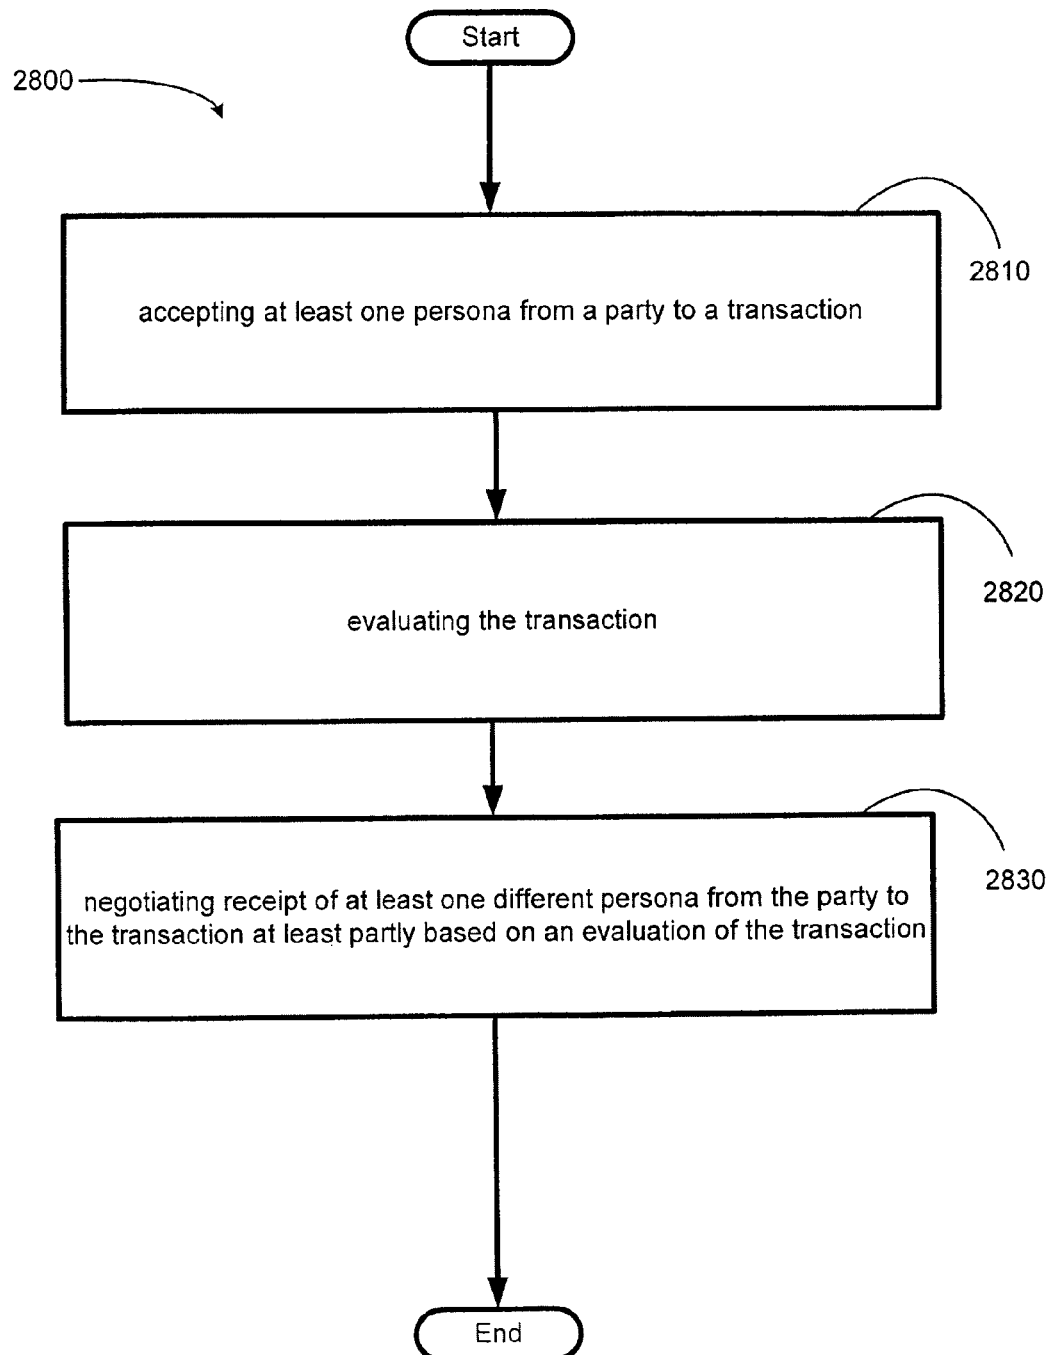 Start
2800
2810
accepting at least one persona from a party to a transaction
2820
evaluating the transaction
2830
negotiating receipt of at least one different persona from the party to
the transaction at least partly based on an evaluation of the transaction
End